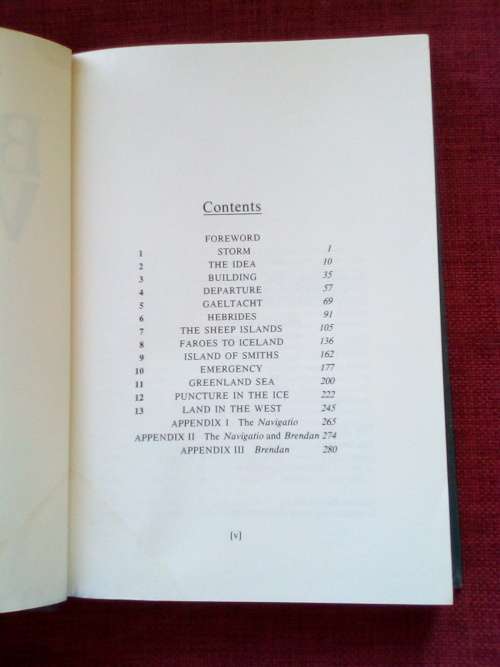 Contents
FOREWORD
1 STORM 1
2 THE IDEA 10
3 BUILDING 35
4 DEPARTURE 57
5 GAELTACHT 69
6 HEBRIDES 91
7 THE SHEEP ISLANDS 105
8 FAROES TO ICELAND 136
9 ISLAND OF SMITHS 162
10 EMERGENCY 177
11 GREENLAND SEA 200
12 PUNCTURE IN THE ICE 222
13 LAND IN THE WEST 245
APPENDIX I The Navigatio 265
APPENDIX II The Navigatio and Brendan 274
APPENDIX III Brendan 280
[v]